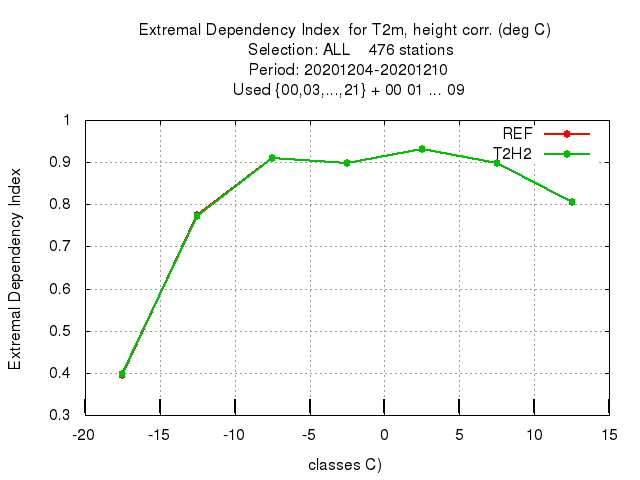 Extremal Dependency Index  for T2m, height corr. (deg C)
Selection: ALL    476 stations
Period: 20201204-20201210
Used {00,03,...,21} + 00 01 ... 09
REF
T2H2
Extremal Dependency Index
1
0.9
0.8
0.7
0.6
0.5
0.4
0.3
-20 -15 -10 -5 0 5 10 15
classes C)